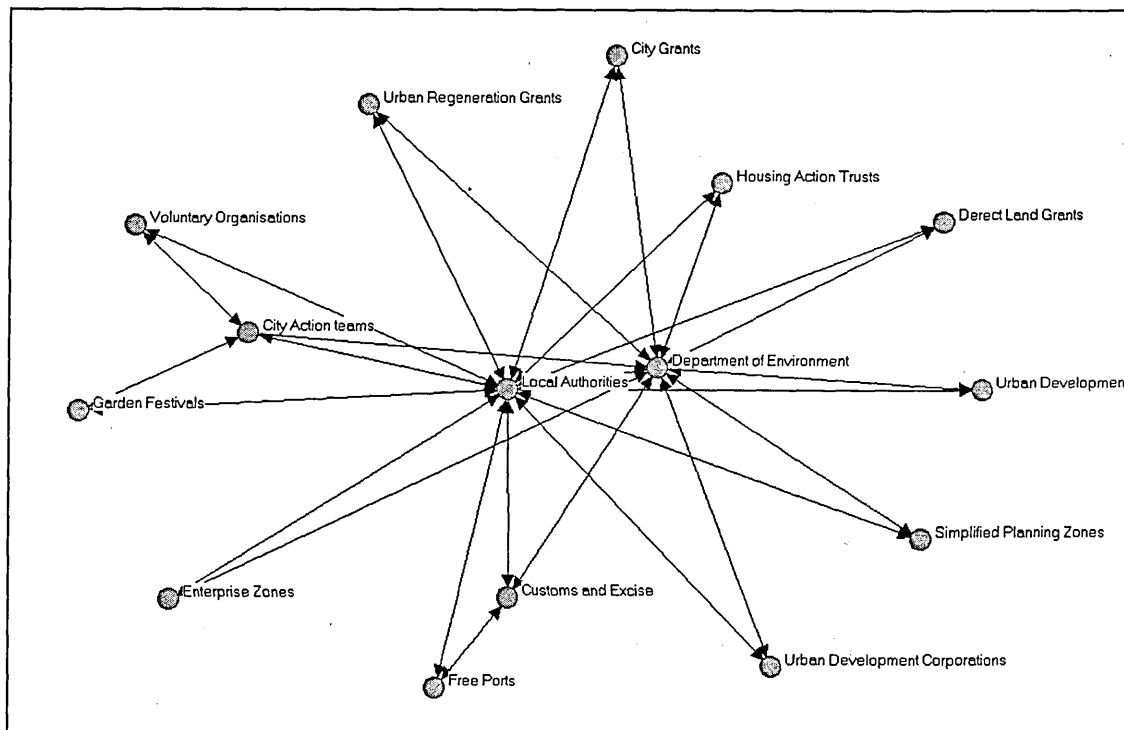 City Grants
Urban Regeneration Grants
Housing Action Trusts
Voluntary Organisations
Derect Land Grants
City Action teams
Department of Environment
Local Authorities
Urban Development
Garden Festivals
Simplified Planning Zones
Enterprise Zones
Customs and Excise
Urban Development Corporations
Free Ports